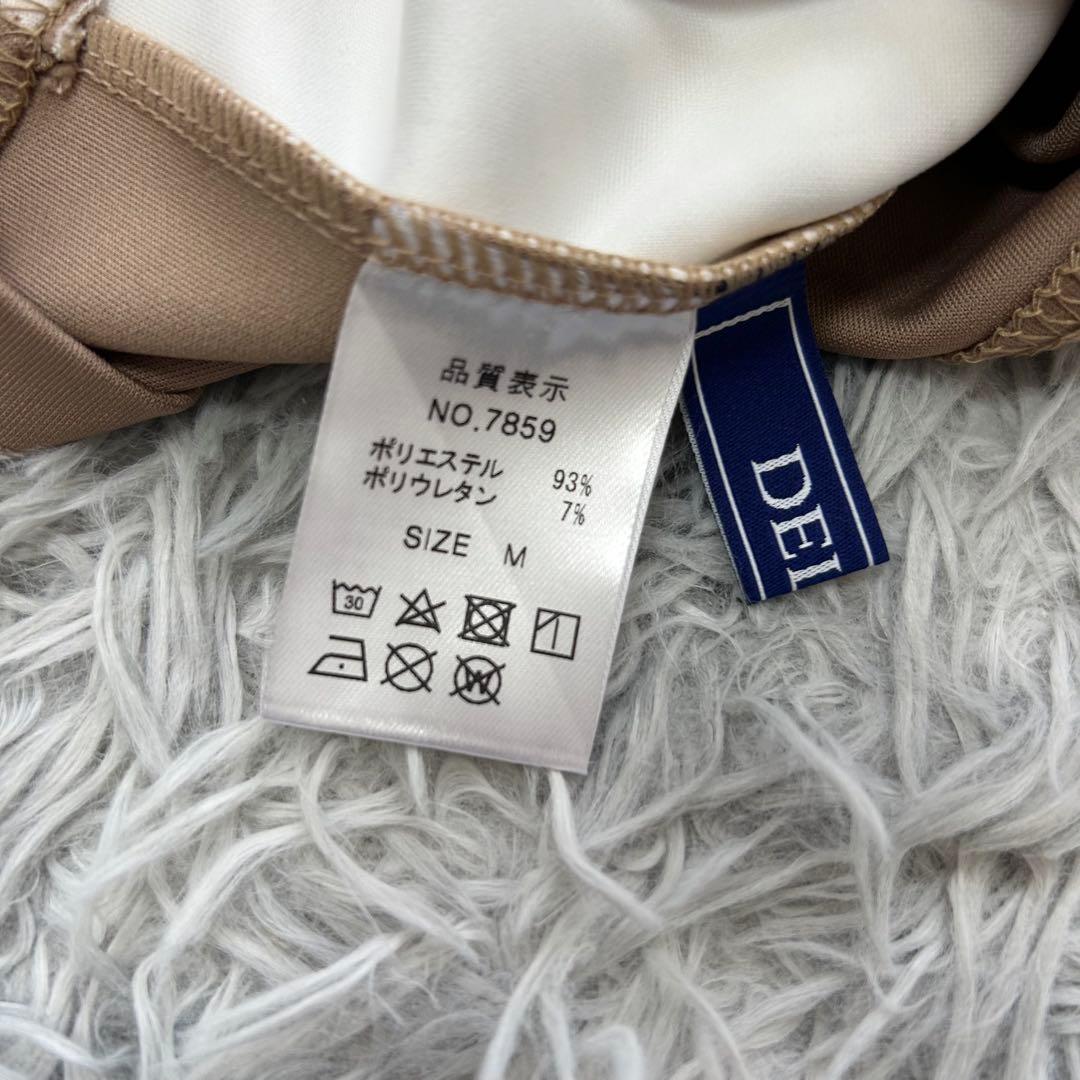 品質表示
NO.7859
ポリエステル 93%
ポリウレタン 7%
SIZE M
30
W
DEI